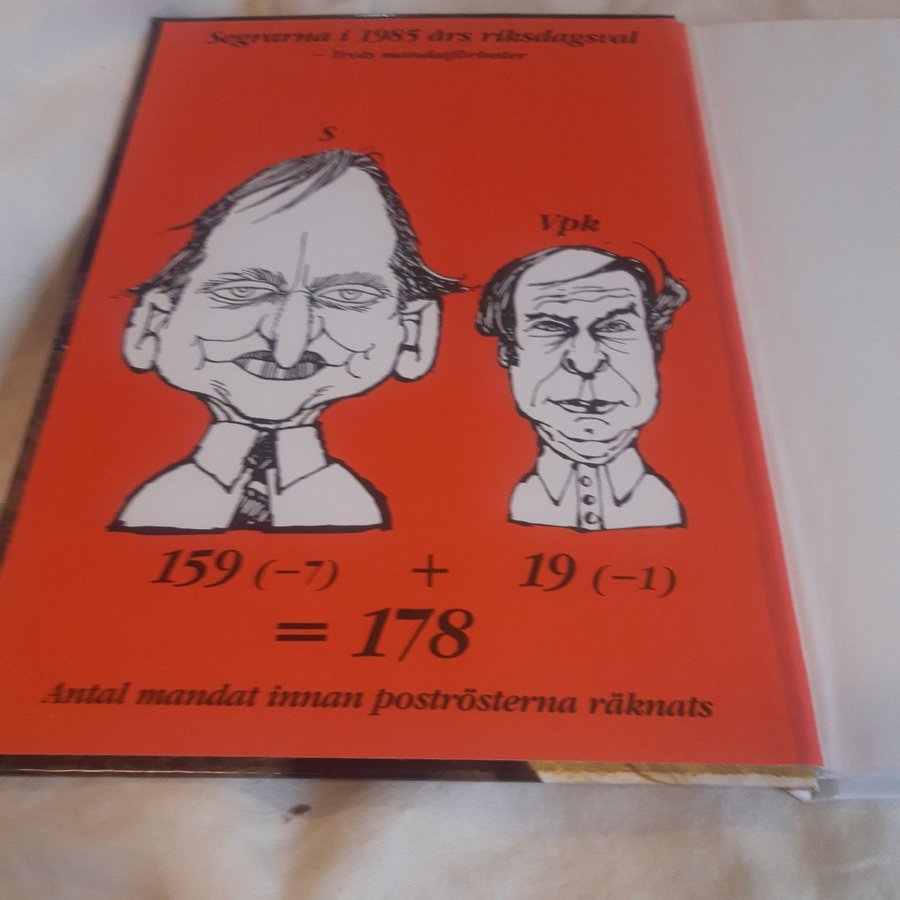 Segrarna i 1985 års riksdagsval
– Trots mandatförluster
S
Vpk
159 (–7) + 19 (–1)
= 178
Antal mandat innan poströsterna räknats